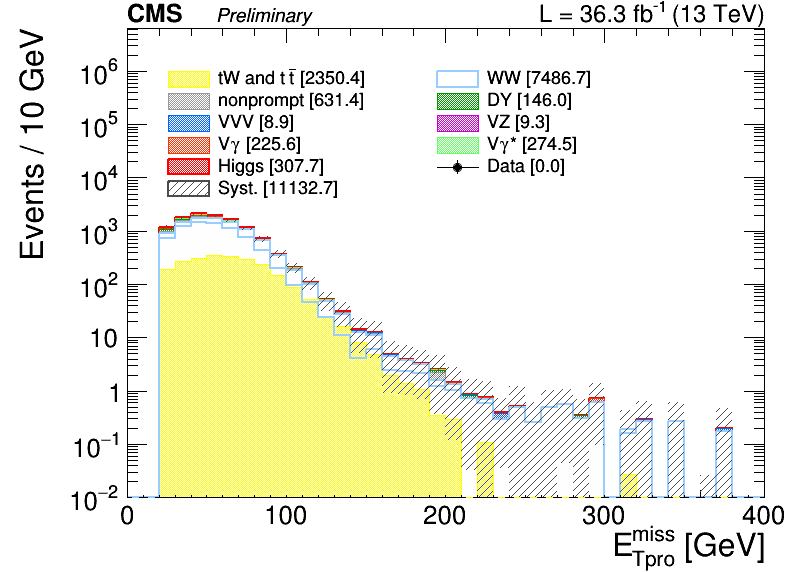 CMS Preliminary L = 36.3 fb⁻¹ (13 TeV)
Events / 10 GeV
10⁶
10⁵
10⁴
10³
10²
10
1
10⁻¹
10⁻²
tW and tt̄ [2350.4]
nonprompt [631.4]
VVV [8.9]
Vγ [225.6]
Higgs [307.7]
Syst. [11132.7]
WW [7486.7]
DY [146.0]
VZ [9.3]
Vγ* [274.5]
Data [0.0]
0 100 200 300 400
E^miss_Tpro [GeV]